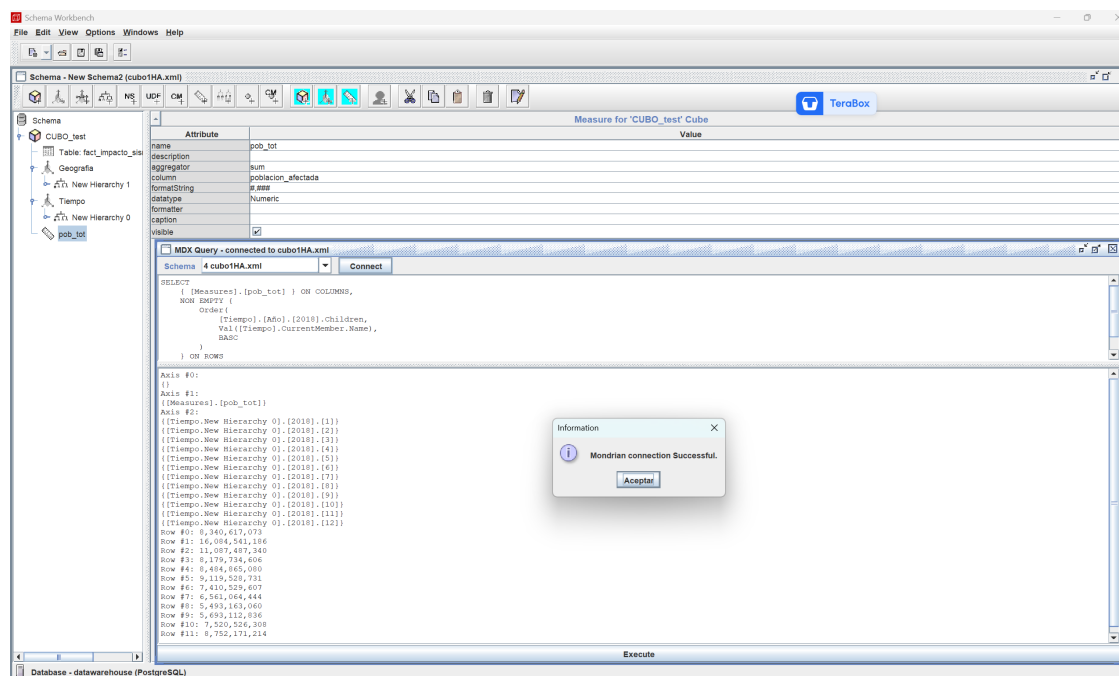 Schema Workbench
File Edit View Options Windows Help
Schema - New Schema2 (cubo1HA.xml)
NS UDF CM CM
TeraBox
Schema
CUBO_test
Table: fact_impacto_sis
Geografia
New Hierarchy 1
Tiempo
New Hierarchy 0
pob_tot
Measure for 'CUBO_test' Cube
Attribute Value
name pob_tot
description
aggregator sum
column poblacion_afectada
formatString #,###
datatype Numeric
formatter
caption
visible
MDX Query - connected to cubo1HA.xml
Schema 4 cubo1HA.xml Connect
SELECT
{ [Measures].[pob_tot] } ON COLUMNS,
NON EMPTY {
Order(
[Tiempo].[Año].[2018].Children,
Val([Tiempo].CurrentMember.Name),
BASC
)
} ON ROWS
Axis #0:
{}
Axis #1:
{[Measures].[pob_tot]}
Axis #2:
{[Tiempo.New Hierarchy 0].[2018].[1]}
{[Tiempo.New Hierarchy 0].[2018].[2]}
{[Tiempo.New Hierarchy 0].[2018].[3]}
{[Tiempo.New Hierarchy 0].[2018].[4]}
{[Tiempo.New Hierarchy 0].[2018].[5]}
{[Tiempo.New Hierarchy 0].[2018].[6]}
{[Tiempo.New Hierarchy 0].[2018].[7]}
{[Tiempo.New Hierarchy 0].[2018].[8]}
{[Tiempo.New Hierarchy 0].[2018].[9]}
{[Tiempo.New Hierarchy 0].[2018].[10]}
{[Tiempo.New Hierarchy 0].[2018].[11]}
{[Tiempo.New Hierarchy 0].[2018].[12]}
Row #0: 8,340,617,073
Row #1: 16,084,541,186
Row #2: 11,087,487,340
Row #3: 8,179,734,606
Row #4: 8,484,865,080
Row #5: 9,119,528,731
Row #6: 7,410,529,607
Row #7: 6,561,064,444
Row #8: 5,493,163,060
Row #9: 5,693,112,836
Row #10: 7,520,526,308
Row #11: 8,752,171,214
Information
Mondrian connection Successful.
Aceptar
Execute
Database - datawarehouse (PostgreSQL)